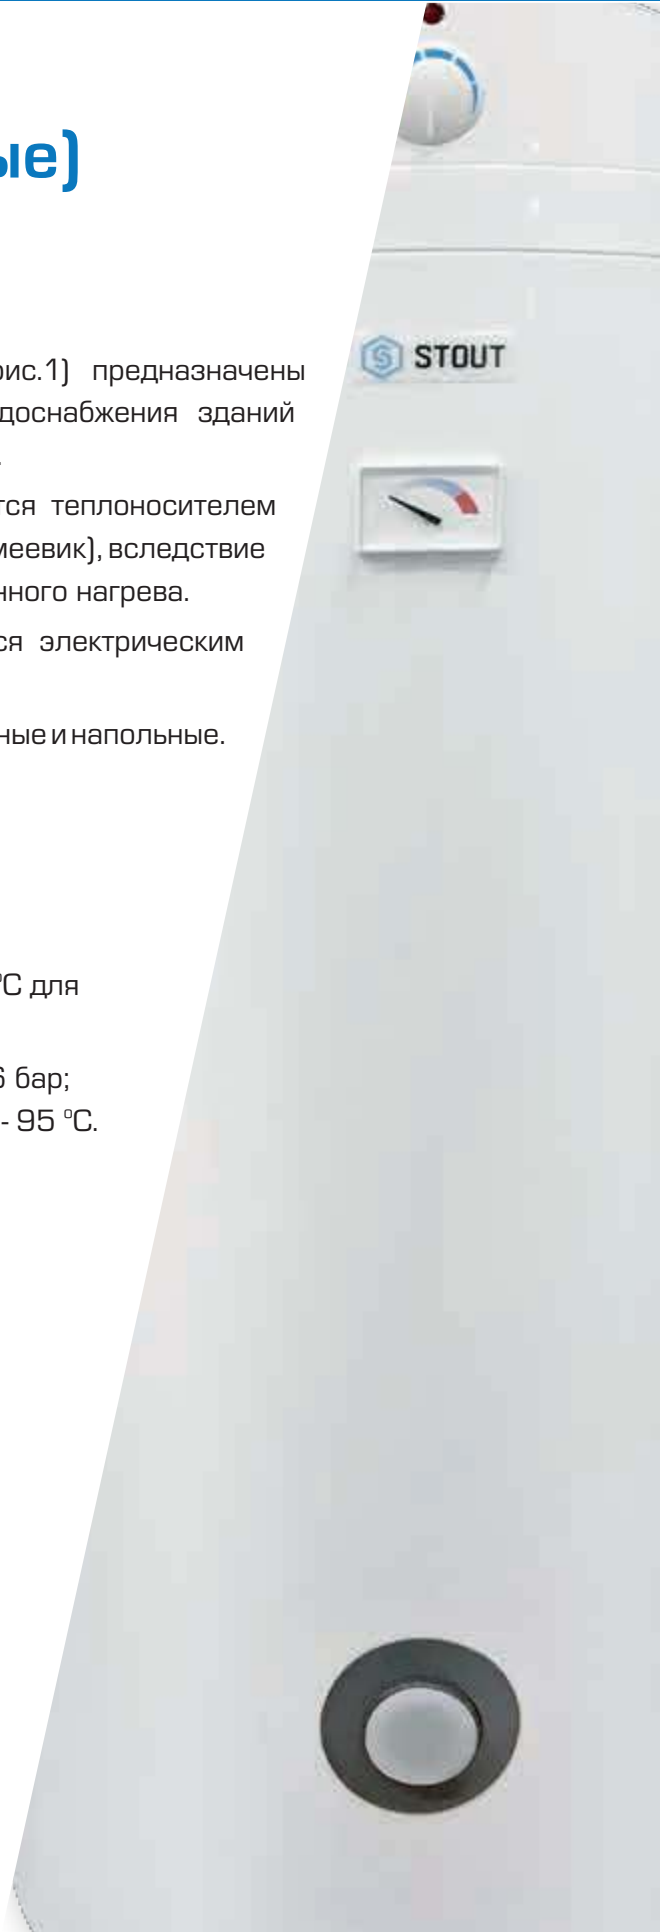 ые)
рис.1) предназначены
доснабжения зданий
.
тся теплоносителем
меевик), вследствие
нного нагрева.
ся электрическим
ные и напольные.
°C для
6 бар;
- 95 °C.
STOUT